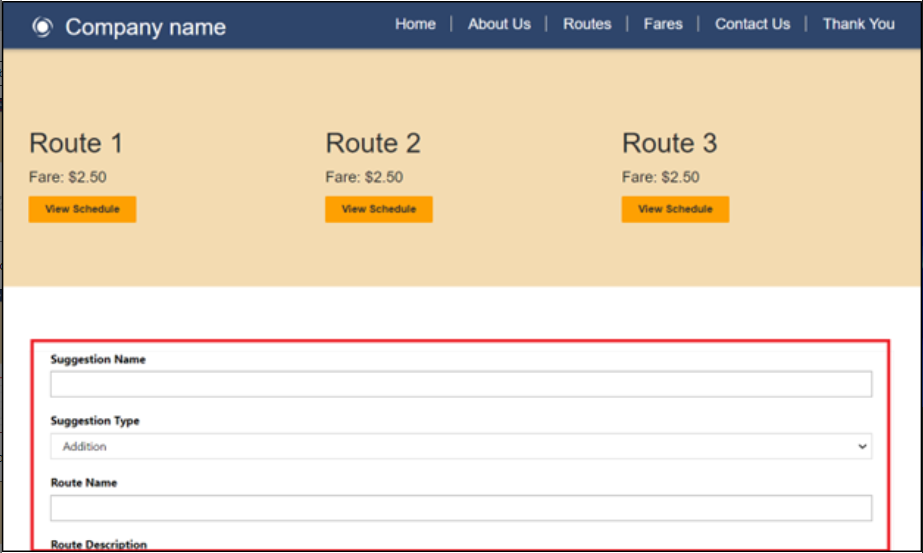 Company name
Home | About Us | Routes | Fares | Contact Us | Thank You
Route 1
Fare: $2.50
View Schedule
Route 2
Fare: $2.50
View Schedule
Route 3
Fare: $2.50
View Schedule
Suggestion Name
Suggestion Type
Addition
Route Name
Route Description